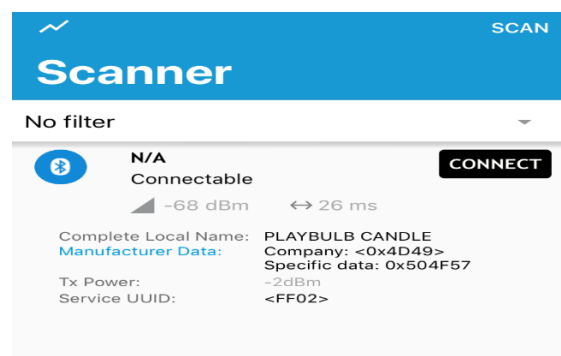 SCAN
Scanner
No filter
N/A
Connectable
CONNECT
-68 dBm ↔ 26 ms
Complete Local Name: PLAYBULB CANDLE
Manufacturer Data: Company: <0x4D49>
Specific data: 0x504F57
Tx Power: -2dBm
Service UUID: <FF02>